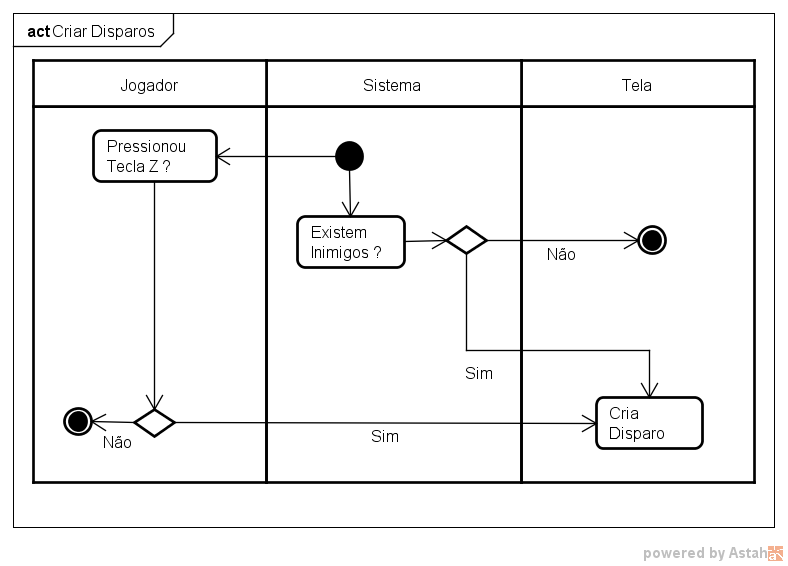 act Criar Disparos
Jogador
Sistema
Tela
Pressionou
Tecla Z ?
Existem
Inimigos ?
Não
Sim
Cria
Disparo
Não
Sim
powered by Astah